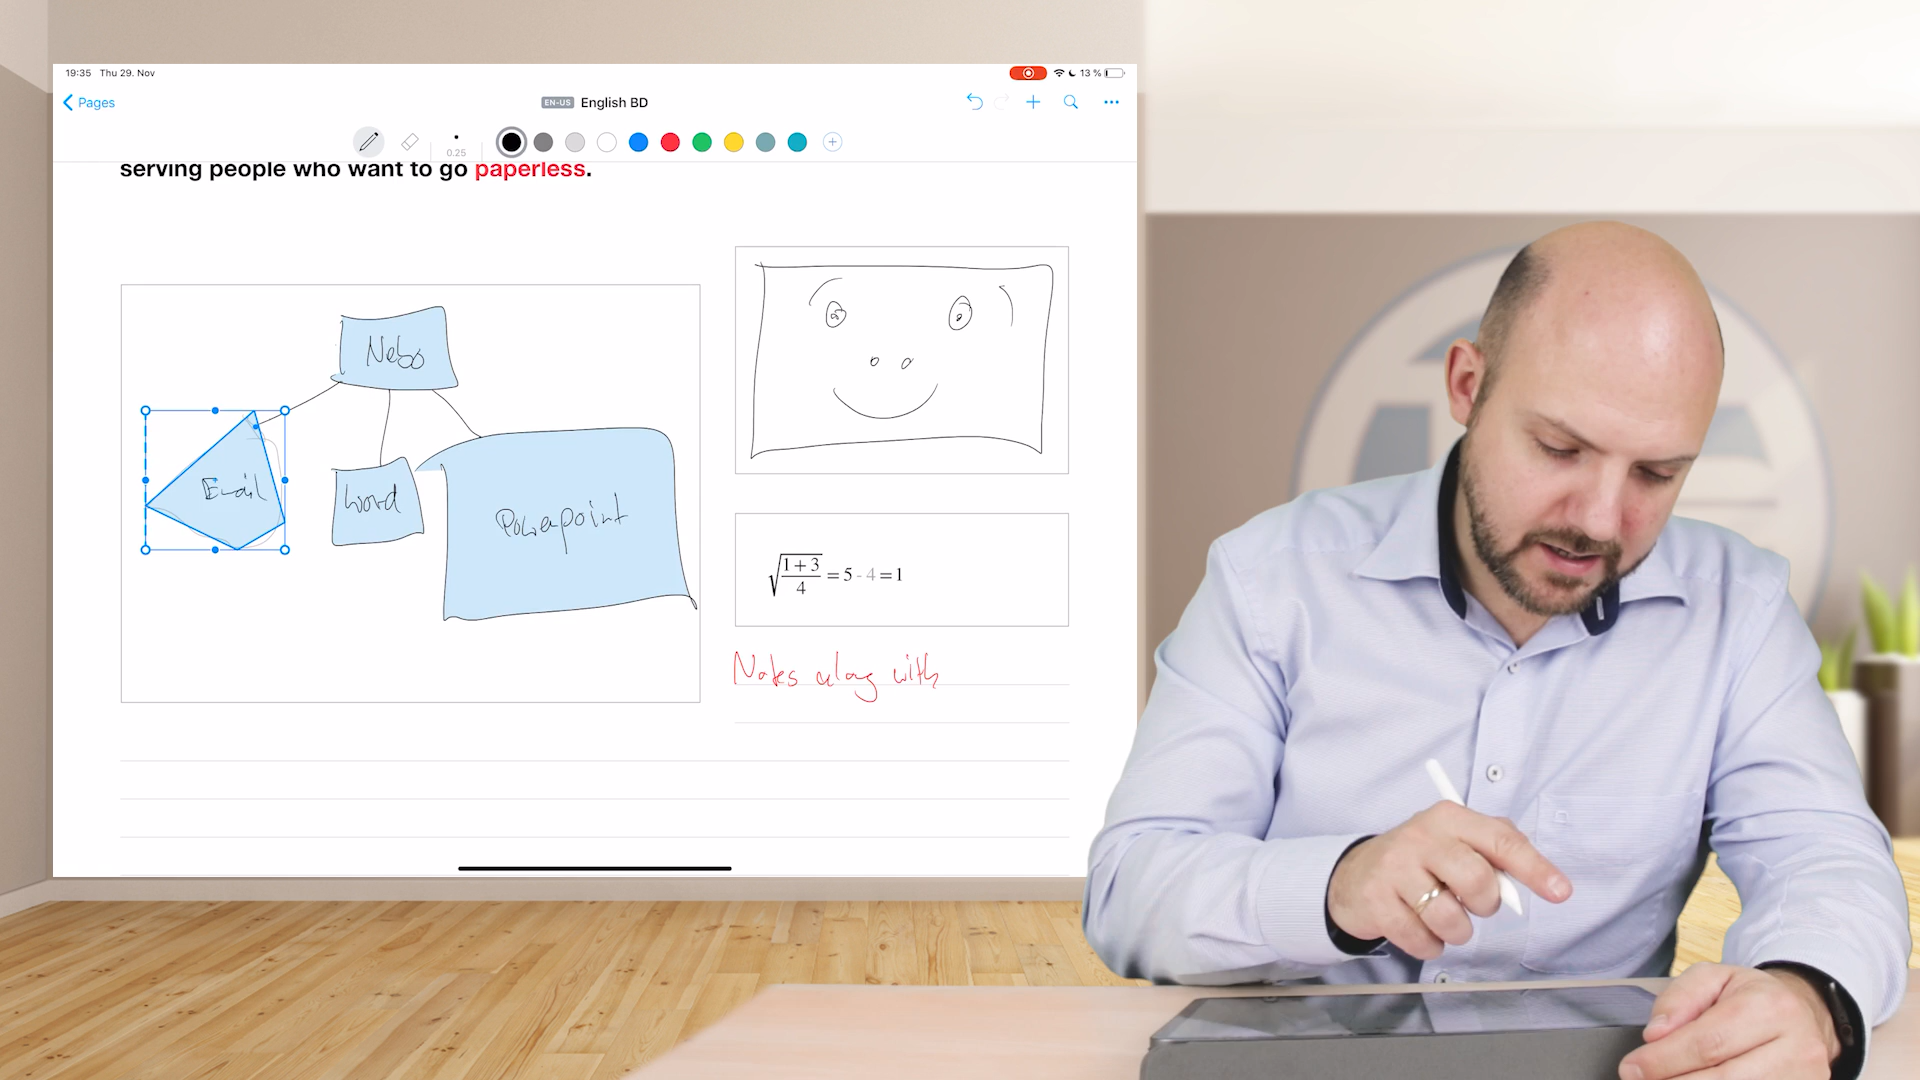 19:35 Thu 29. Nov
13 %
Pages
EN-US English BD
0.25
serving people who want to go paperless.
Nebo
Email
Word
Powerpoint
√(1+3)/4 = 5 - 4 = 1
Notes along with